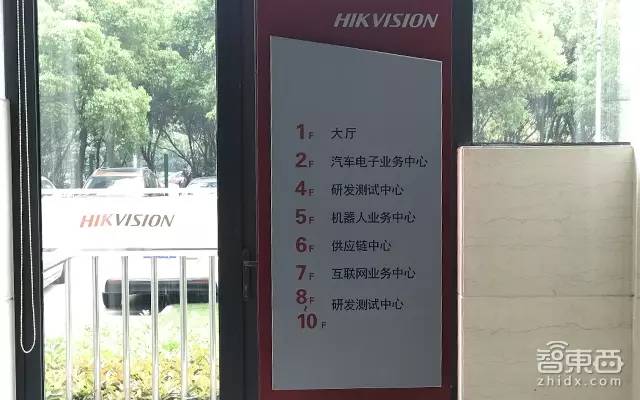 HIKVISION
1F 大厅
2F 汽车电子业务中心
4F 研发测试中心
5F 机器人业务中心
6F 供应链中心
7F 互联网业务中心
8F~10F 研发测试中心
HIKVISION
智東西
zhidx.com